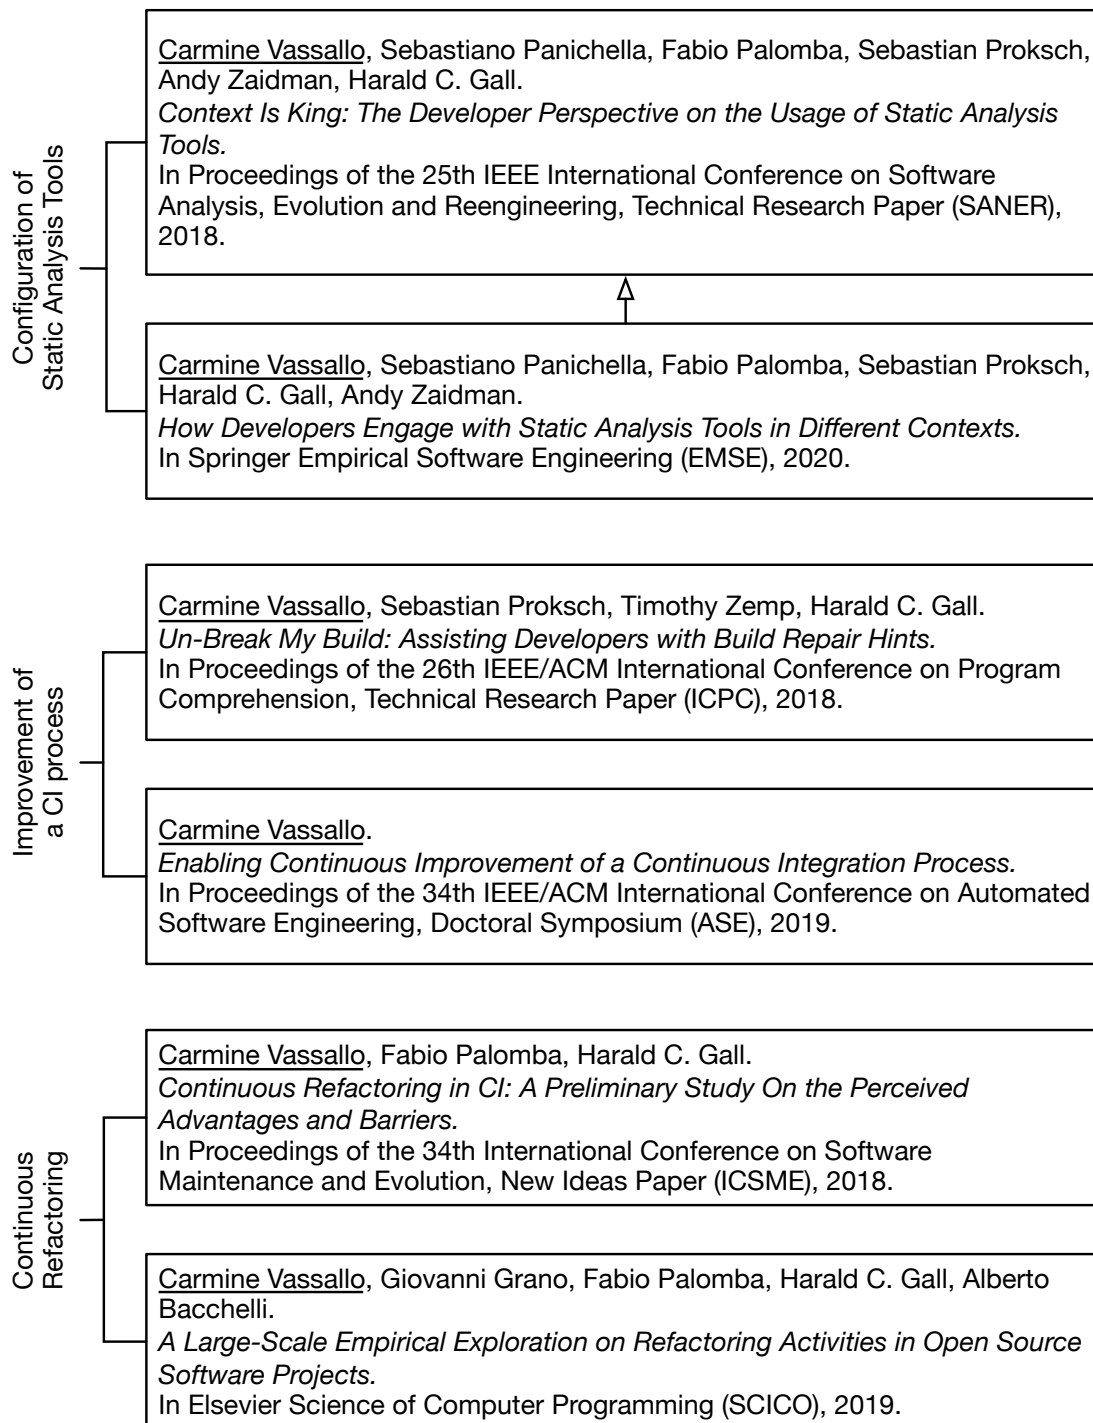 Configuration of
Static Analysis Tools
Carmine Vassallo, Sebastiano Panichella, Fabio Palomba, Sebastian Proksch,
Andy Zaidman, Harald C. Gall.
Context Is King: The Developer Perspective on the Usage of Static Analysis
Tools.
In Proceedings of the 25th IEEE International Conference on Software
Analysis, Evolution and Reengineering, Technical Research Paper (SANER),
2018.
Carmine Vassallo, Sebastiano Panichella, Fabio Palomba, Sebastian Proksch,
Harald C. Gall, Andy Zaidman.
How Developers Engage with Static Analysis Tools in Different Contexts.
In Springer Empirical Software Engineering (EMSE), 2020.
Improvement of
a CI process
Carmine Vassallo, Sebastian Proksch, Timothy Zemp, Harald C. Gall.
Un-Break My Build: Assisting Developers with Build Repair Hints.
In Proceedings of the 26th IEEE/ACM International Conference on Program
Comprehension, Technical Research Paper (ICPC), 2018.
Carmine Vassallo.
Enabling Continuous Improvement of a Continuous Integration Process.
In Proceedings of the 34th IEEE/ACM International Conference on Automated
Software Engineering, Doctoral Symposium (ASE), 2019.
Continuous
Refactoring
Carmine Vassallo, Fabio Palomba, Harald C. Gall.
Continuous Refactoring in CI: A Preliminary Study On the Perceived
Advantages and Barriers.
In Proceedings of the 34th International Conference on Software
Maintenance and Evolution, New Ideas Paper (ICSME), 2018.
Carmine Vassallo, Giovanni Grano, Fabio Palomba, Harald C. Gall, Alberto
Bacchelli.
A Large-Scale Empirical Exploration on Refactoring Activities in Open Source
Software Projects.
In Elsevier Science of Computer Programming (SCICO), 2019.